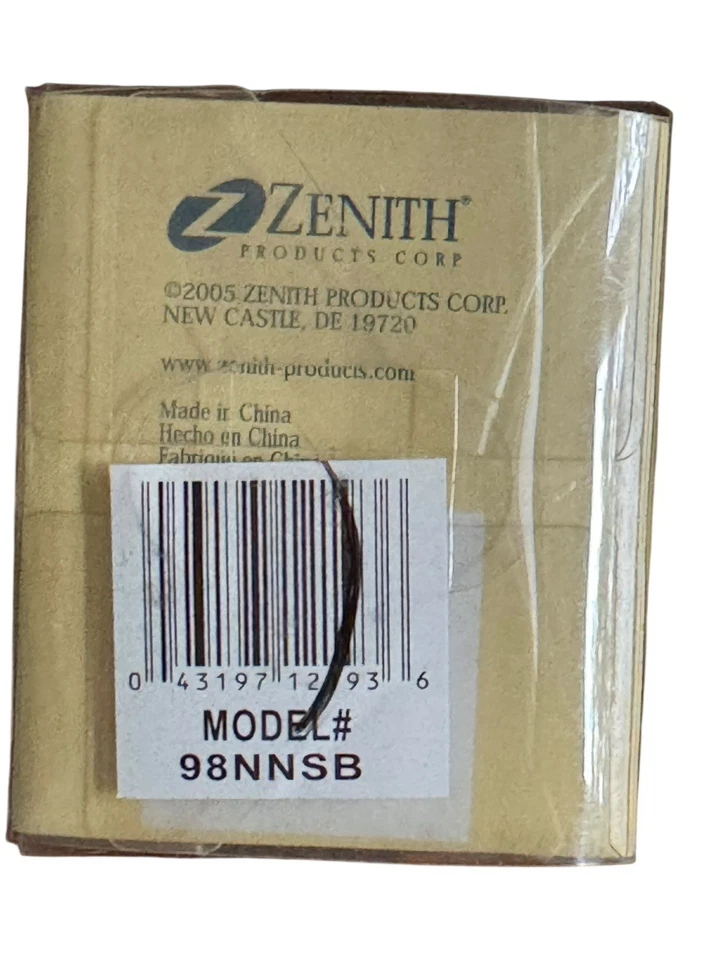 Z ZENITH®
PRODUCTS CORP
©2005 ZENITH PRODUCTS CORP.
NEW CASTLE, DE 19720
www.zenith-products.com
Made in China
Hecho en China
en
0 43197 12 93 6
MODEL#
98NNSB